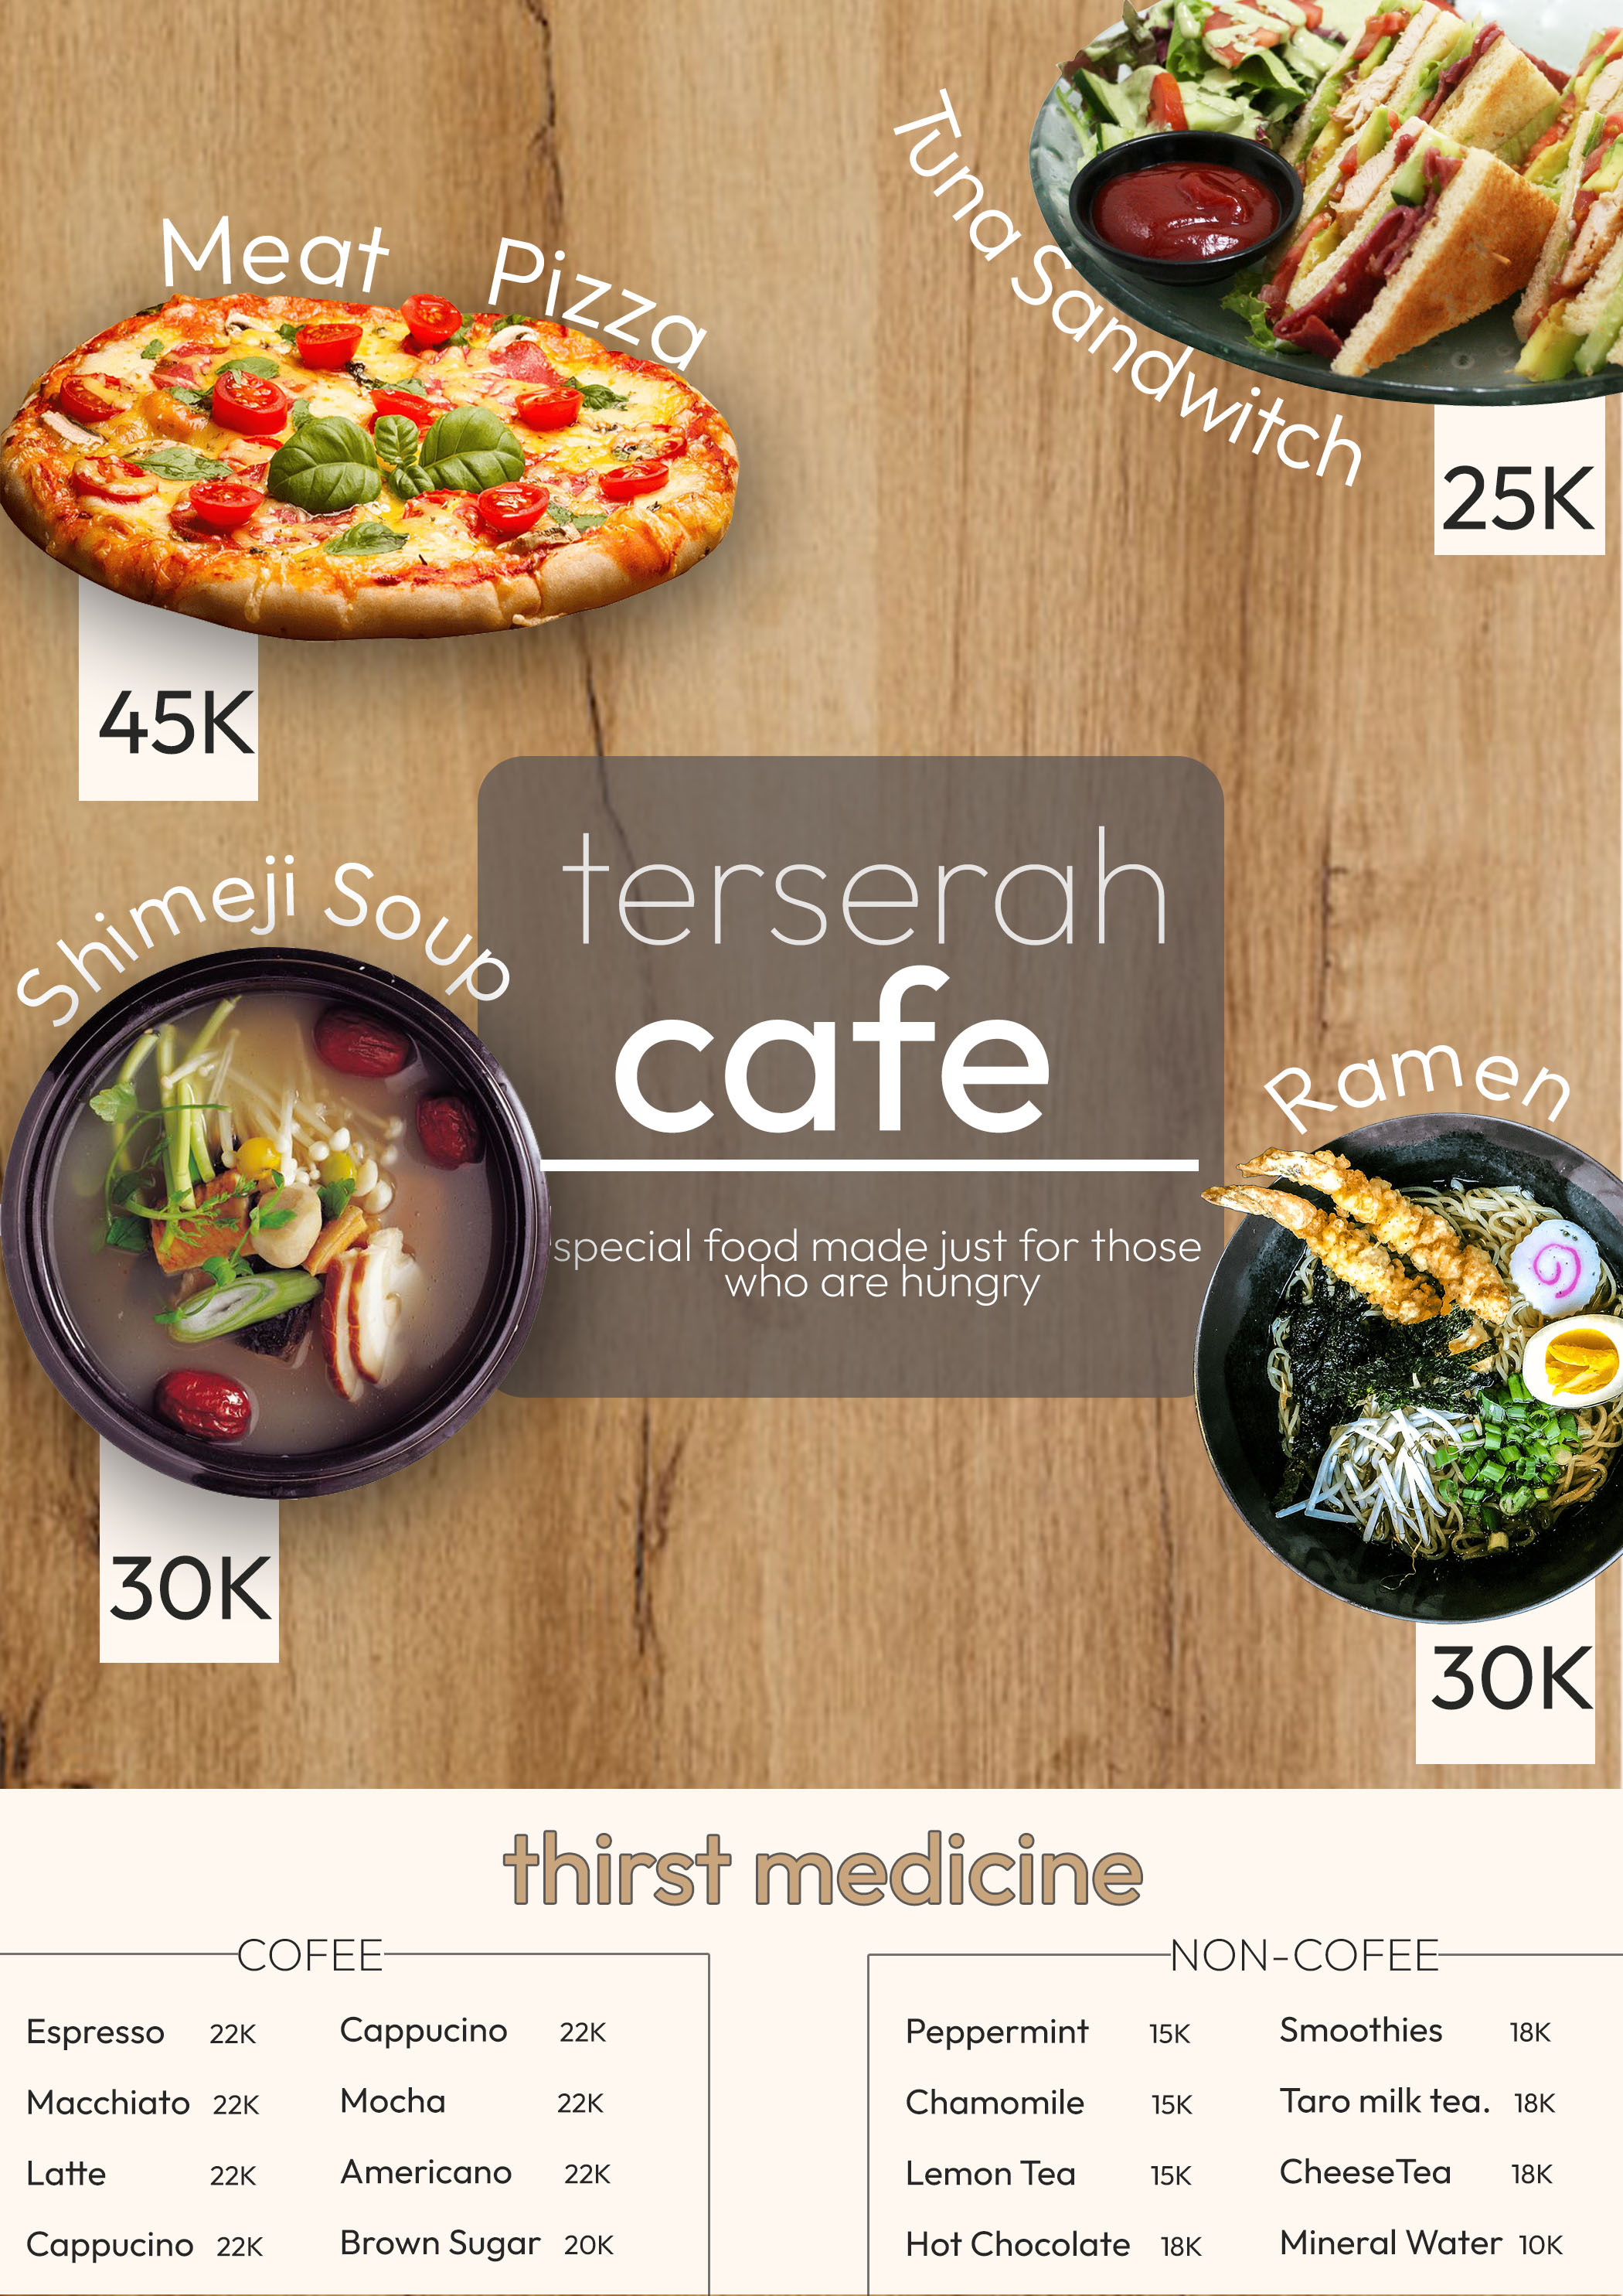 Tuna Sandwitch
25K
Meat Pizza
45K
terserah
cafe
special food made just for those
who are hungry
Shimeji Soup
30K
Ramen
30K
thirst medicine
COFEE
Espresso 22K
Macchiato 22K
Latte 22K
Cappucino 22K
Cappucino 22K
Mocha 22K
Americano 22K
Brown Sugar 20K
NON-COFEE
Peppermint 15K
Chamomile 15K
Lemon Tea 15K
Hot Chocolate 18K
Smoothies 18K
Taro milk tea. 18K
CheeseTea 18K
Mineral Water 10K